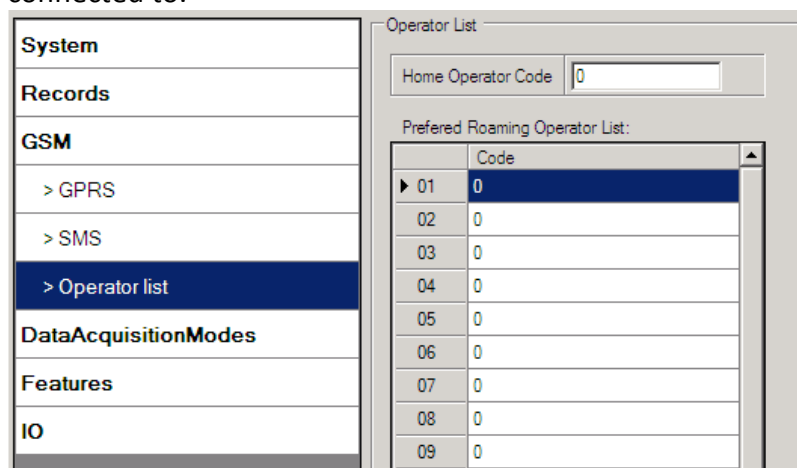 connected to:
System
Records
GSM
> GPRS
> SMS
> Operator list
DataAcquisitionModes
Features
IO
Operator List
Home Operator Code 0
Prefered Roaming Operator List:
Code
01 0
02 0
03 0
04 0
05 0
06 0
07 0
08 0
09 0